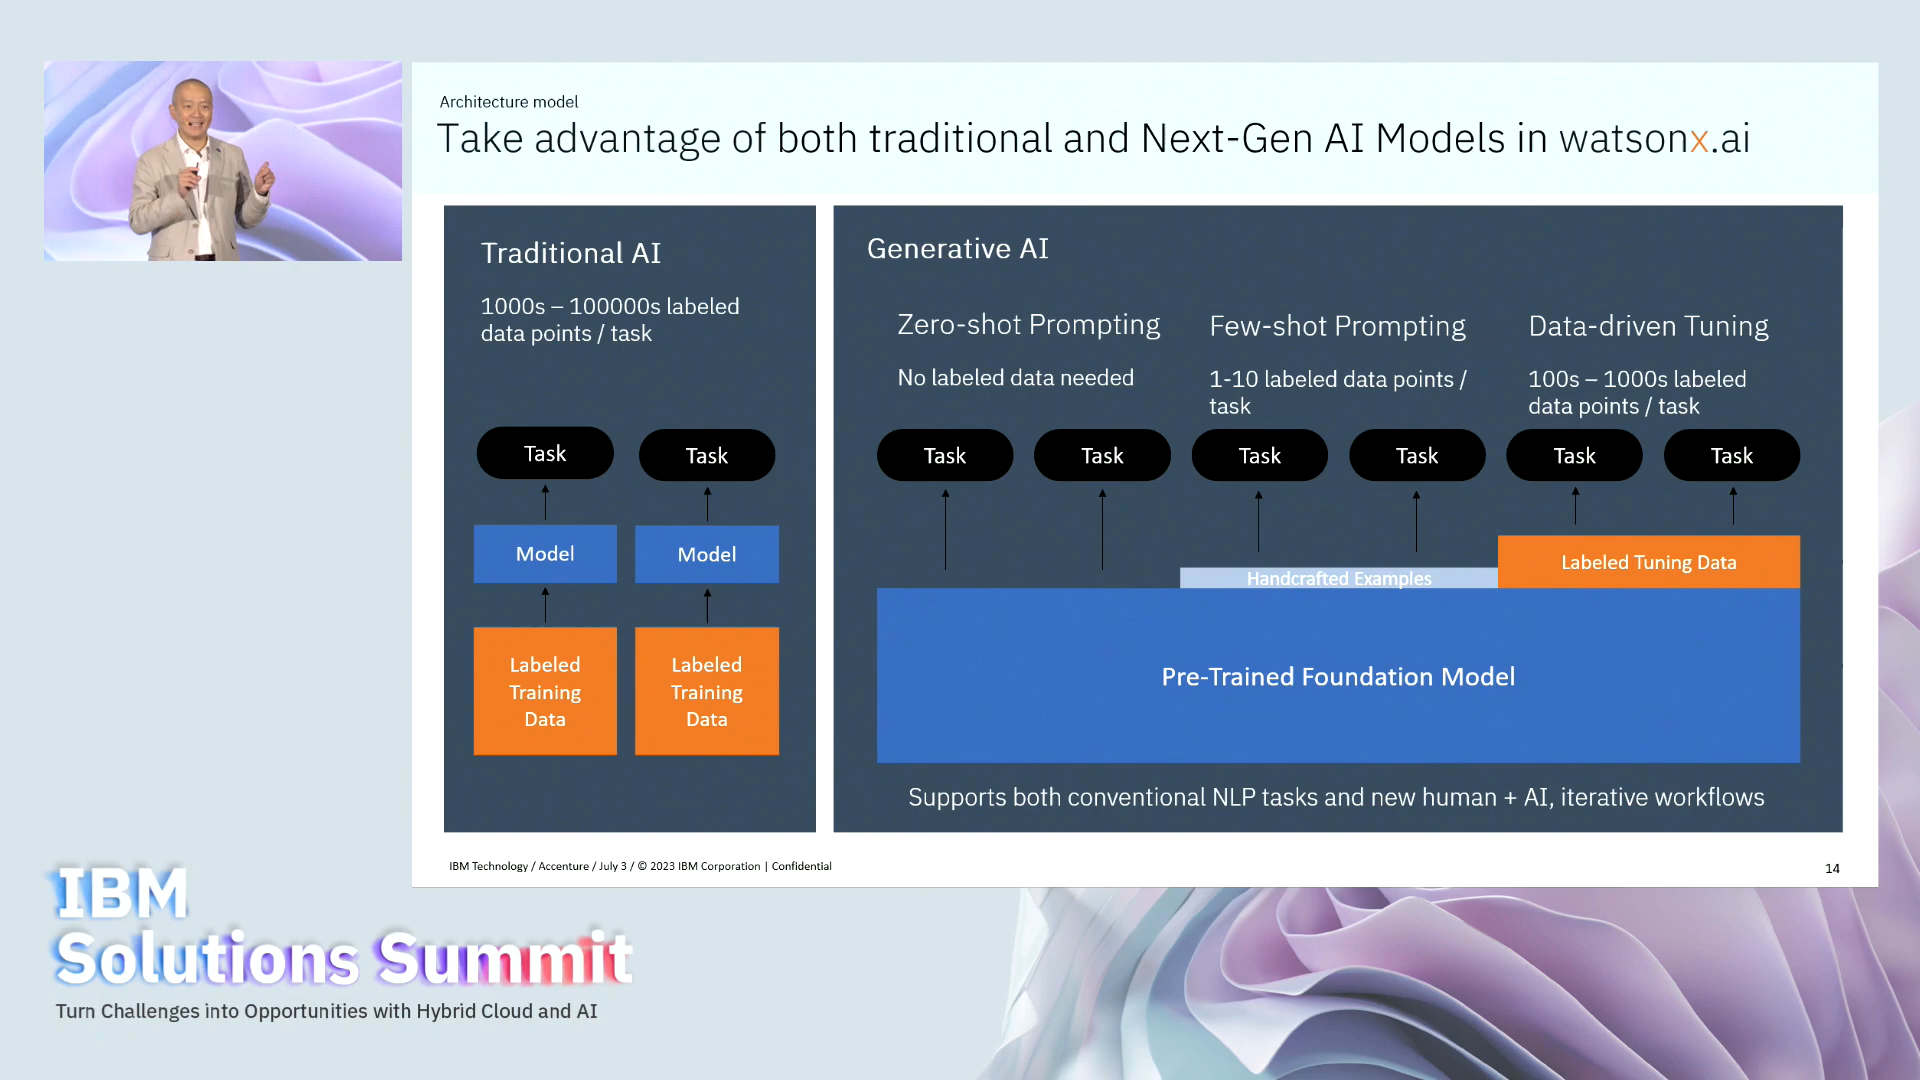 Architecture model
Take advantage of both traditional and Next-Gen AI Models in watsonx.ai
Traditional AI
1000s – 100000s labeled
data points / task
Task
Task
Model
Model
Labeled
Training
Data
Labeled
Training
Data
Generative AI
Zero-shot Prompting
No labeled data needed
Few-shot Prompting
1-10 labeled data points /
task
Data-driven Tuning
100s – 1000s labeled
data points / task
Task
Task
Task
Task
Task
Task
Handcrafted Examples
Labeled Tuning Data
Pre-Trained Foundation Model
Supports both conventional NLP tasks and new human + AI, iterative workflows
IBM Technology / Accenture / July 3 / © 2023 IBM Corporation | Confidential
14
IBM
Solutions Summit
Turn Challenges into Opportunities with Hybrid Cloud and AI